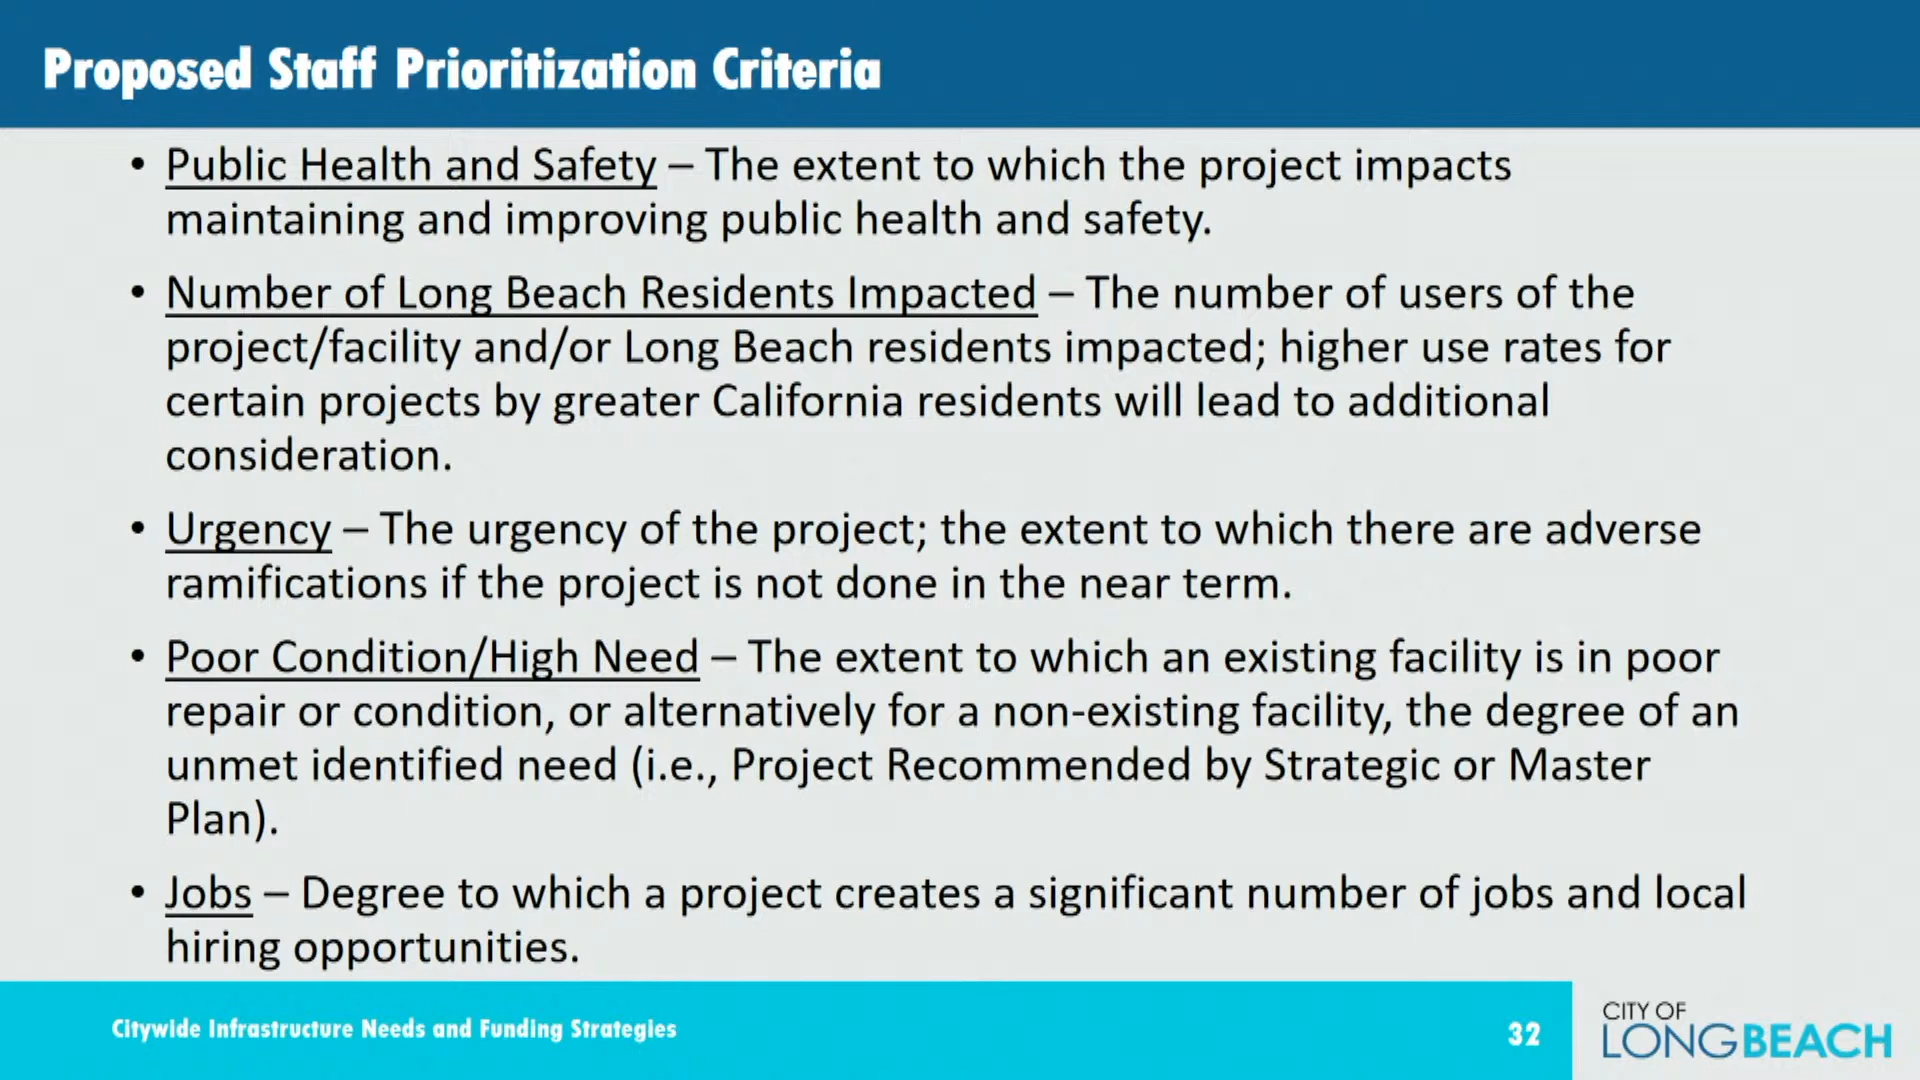 Proposed Staff Prioritization Criteria
• Public Health and Safety – The extent to which the project impacts
maintaining and improving public health and safety.
• Number of Long Beach Residents Impacted – The number of users of the
project/facility and/or Long Beach residents impacted; higher use rates for
certain projects by greater California residents will lead to additional
consideration.
• Urgency – The urgency of the project; the extent to which there are adverse
ramifications if the project is not done in the near term.
• Poor Condition/High Need – The extent to which an existing facility is in poor
repair or condition, or alternatively for a non-existing facility, the degree of an
unmet identified need (i.e., Project Recommended by Strategic or Master
Plan).
• Jobs – Degree to which a project creates a significant number of jobs and local
hiring opportunities.
Citywide Infrastructure Needs and Funding Strategies
32
CITY OF
LONGBEACH